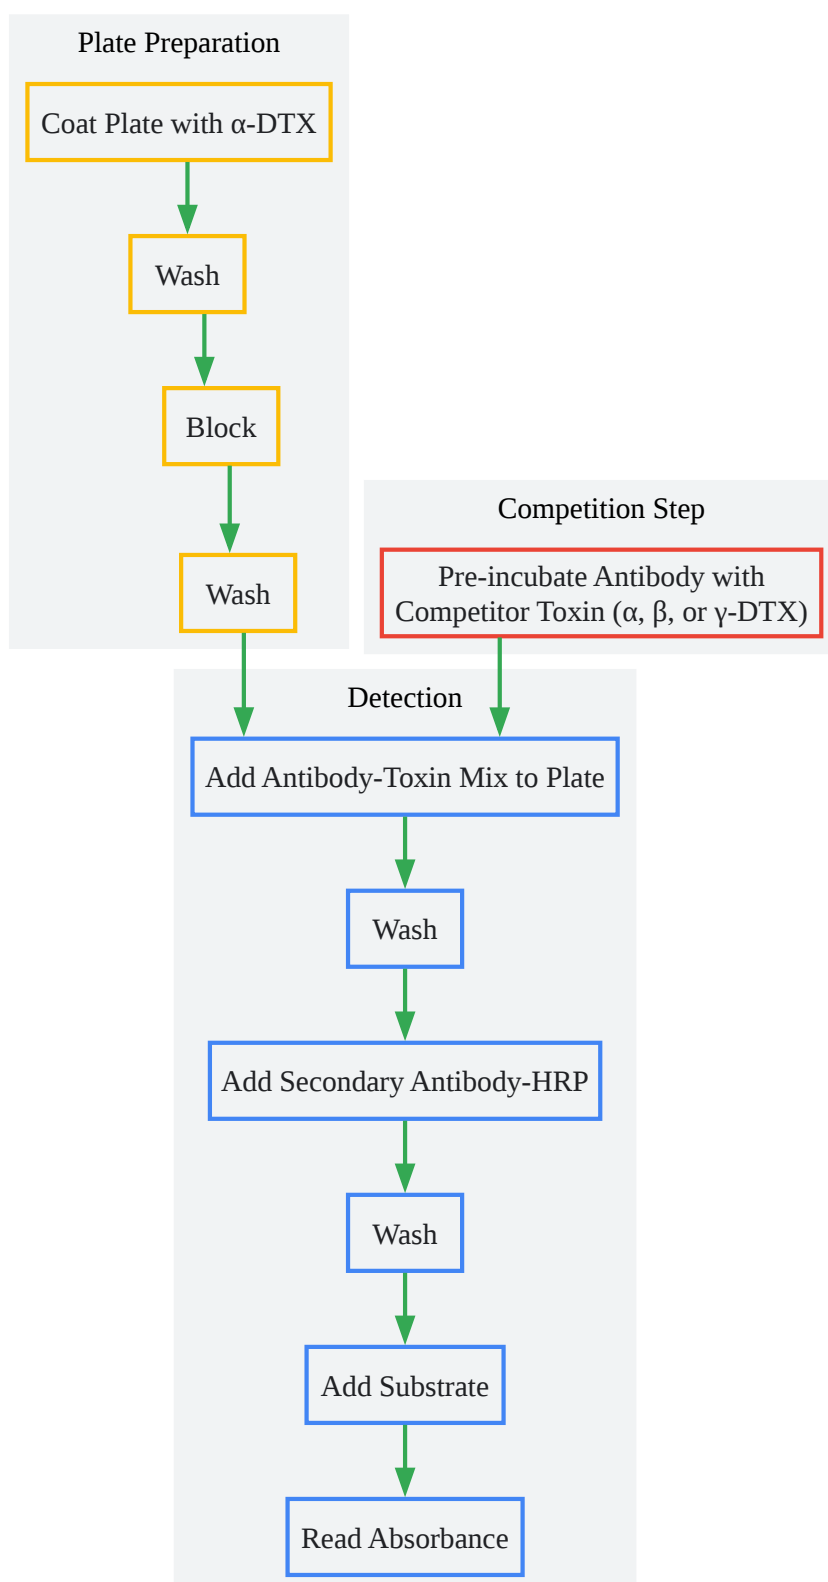 Plate Preparation
Coat Plate with α-DTX
Wash
Block
Wash
Competition Step
Pre-incubate Antibody with
Competitor Toxin (α, β, or γ-DTX)
Detection
Add Antibody-Toxin Mix to Plate
Wash
Add Secondary Antibody-HRP
Wash
Add Substrate
Read Absorbance